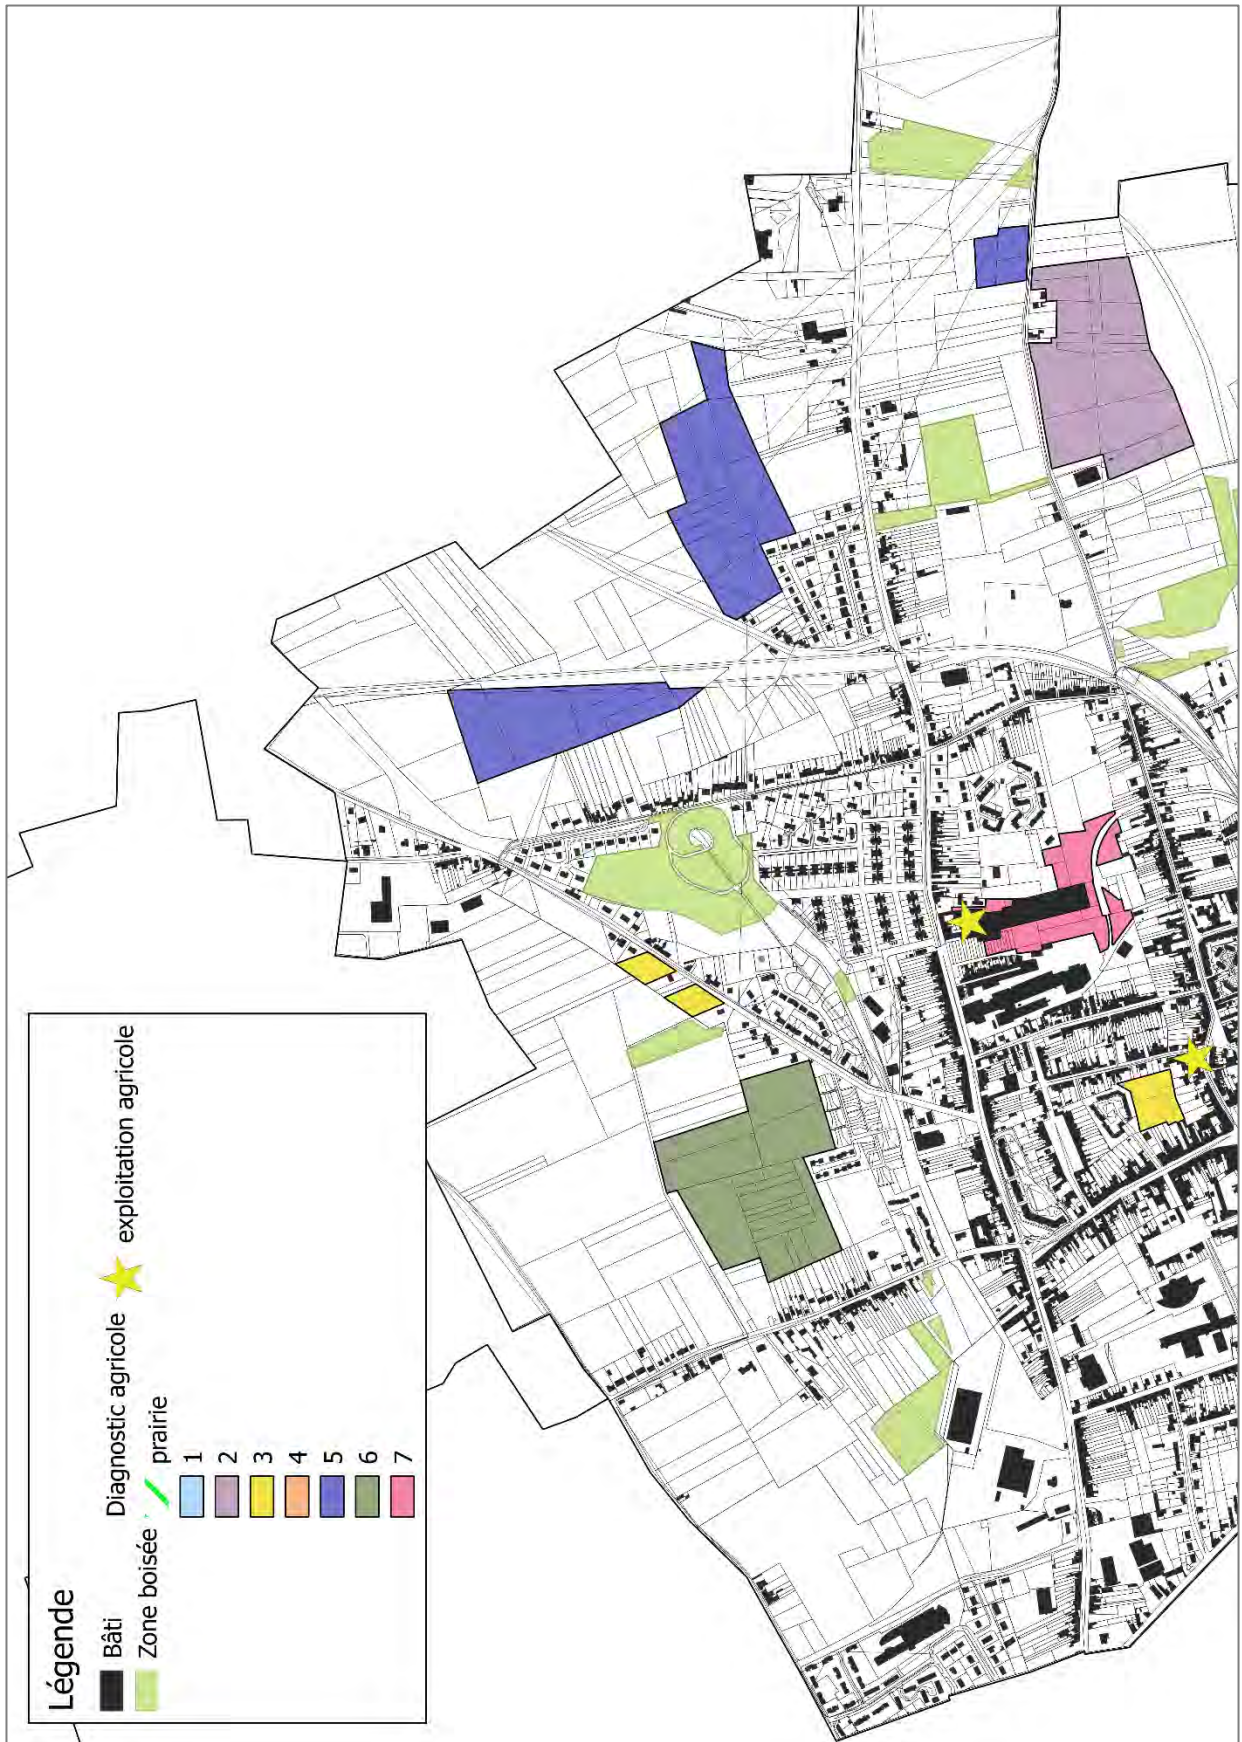 Légende
Bâti
Zone boisée
Diagnostic agricole
prairie
1
2
3
4
5
6
7
exploitation agricole